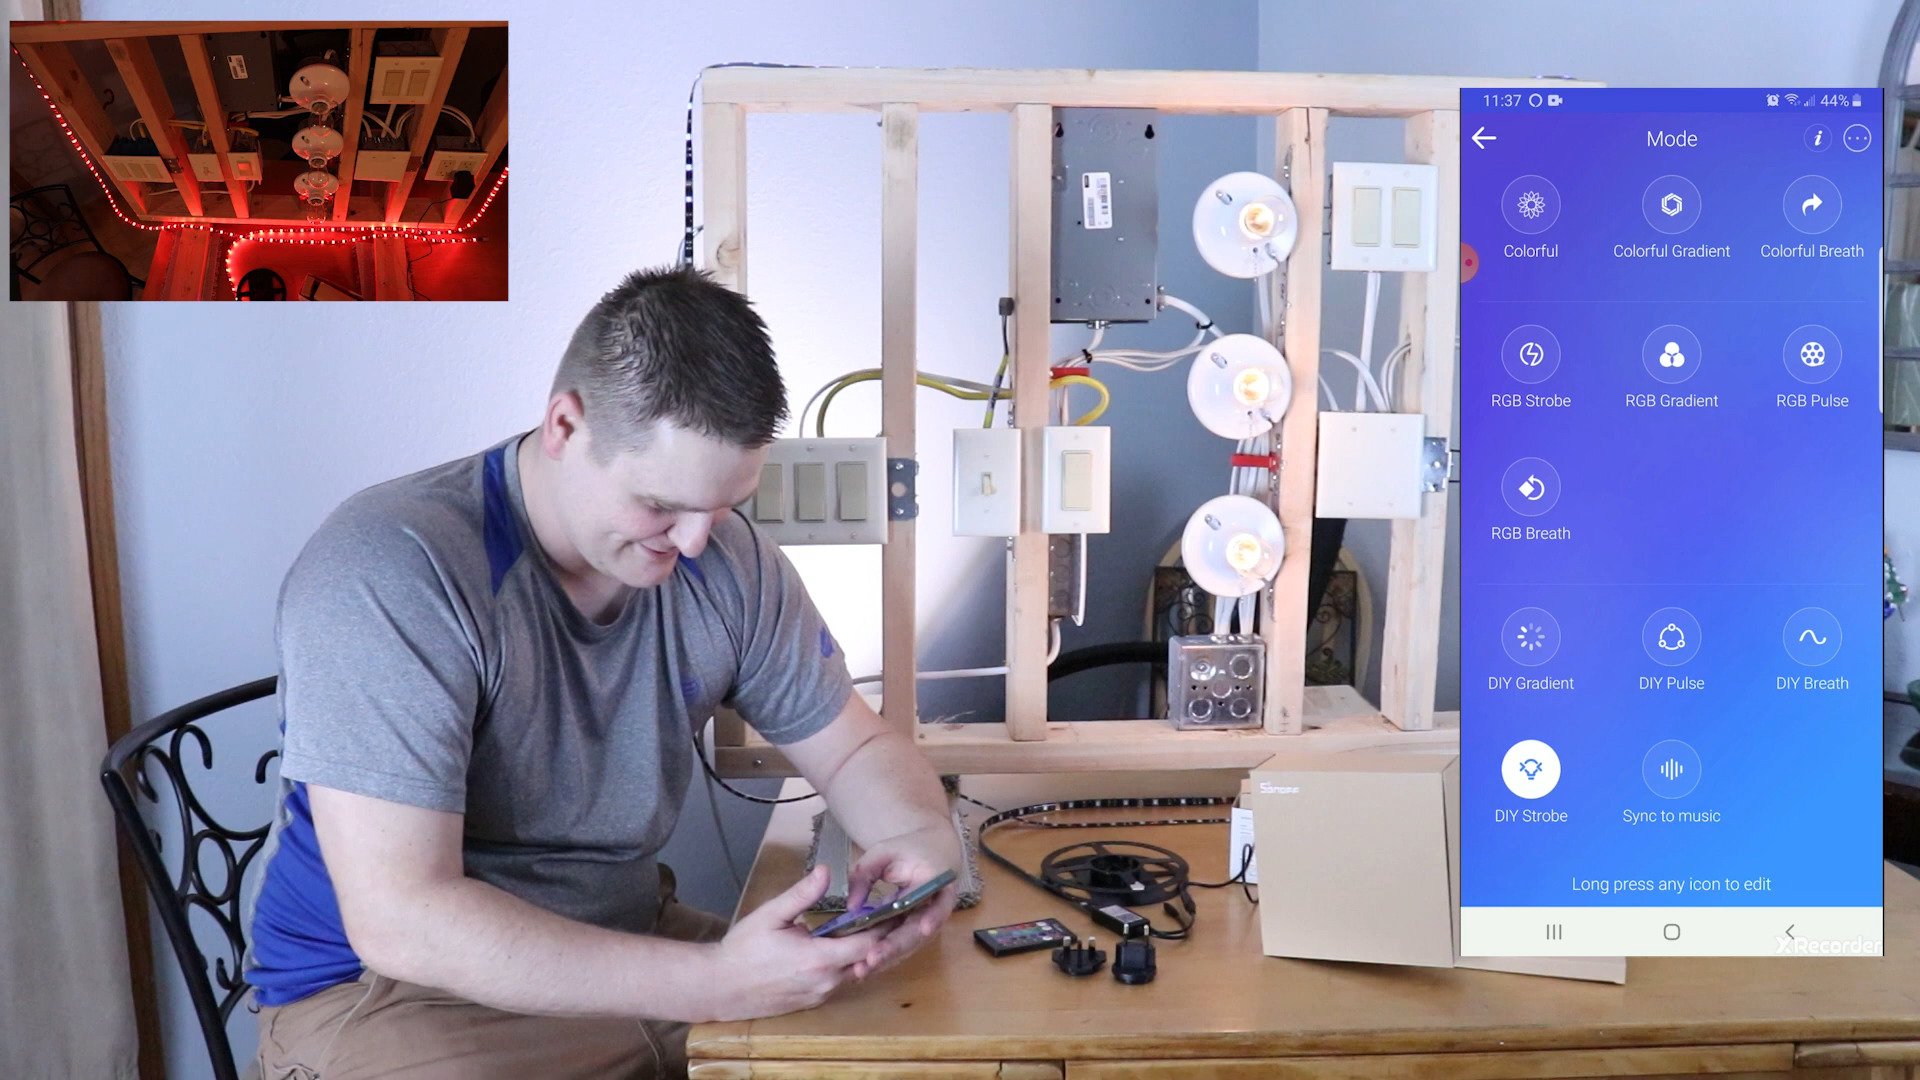 11:37
44%
Mode
i
Colorful
Colorful Gradient
Colorful Breath
RGB Strobe
RGB Gradient
RGB Pulse
RGB Breath
DIY Gradient
DIY Pulse
DIY Breath
DIY Strobe
Sync to music
Long press any icon to edit
XRecorder
SONOFF